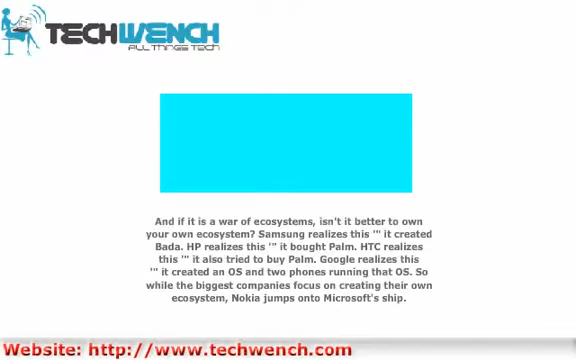 TECHWENCH
ALL THINGS TECH
And if it is a war of ecosystems, isn't it better to own
your own ecosystem? Samsung realizes this '" it created
Bada. HP realizes this '" it bought Palm. HTC realizes
this '" it also tried to buy Palm. Google realizes this
'" it created an OS and two phones running that OS. So
while the biggest companies focus on creating their own
ecosystem, Nokia jumps onto Microsoft's ship.
Website: http://www.techwench.com